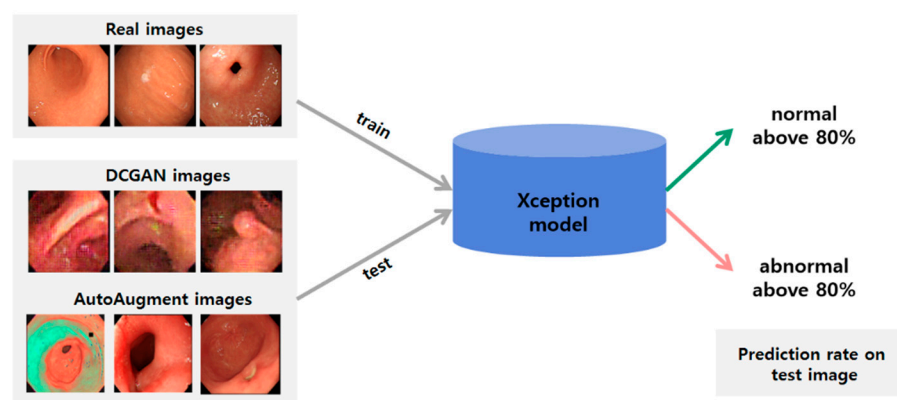 Real images
DCGAN images
AutoAugment images
train
test
Xception
model
normal
above 80%
abnormal
above 80%
Prediction rate on
test image